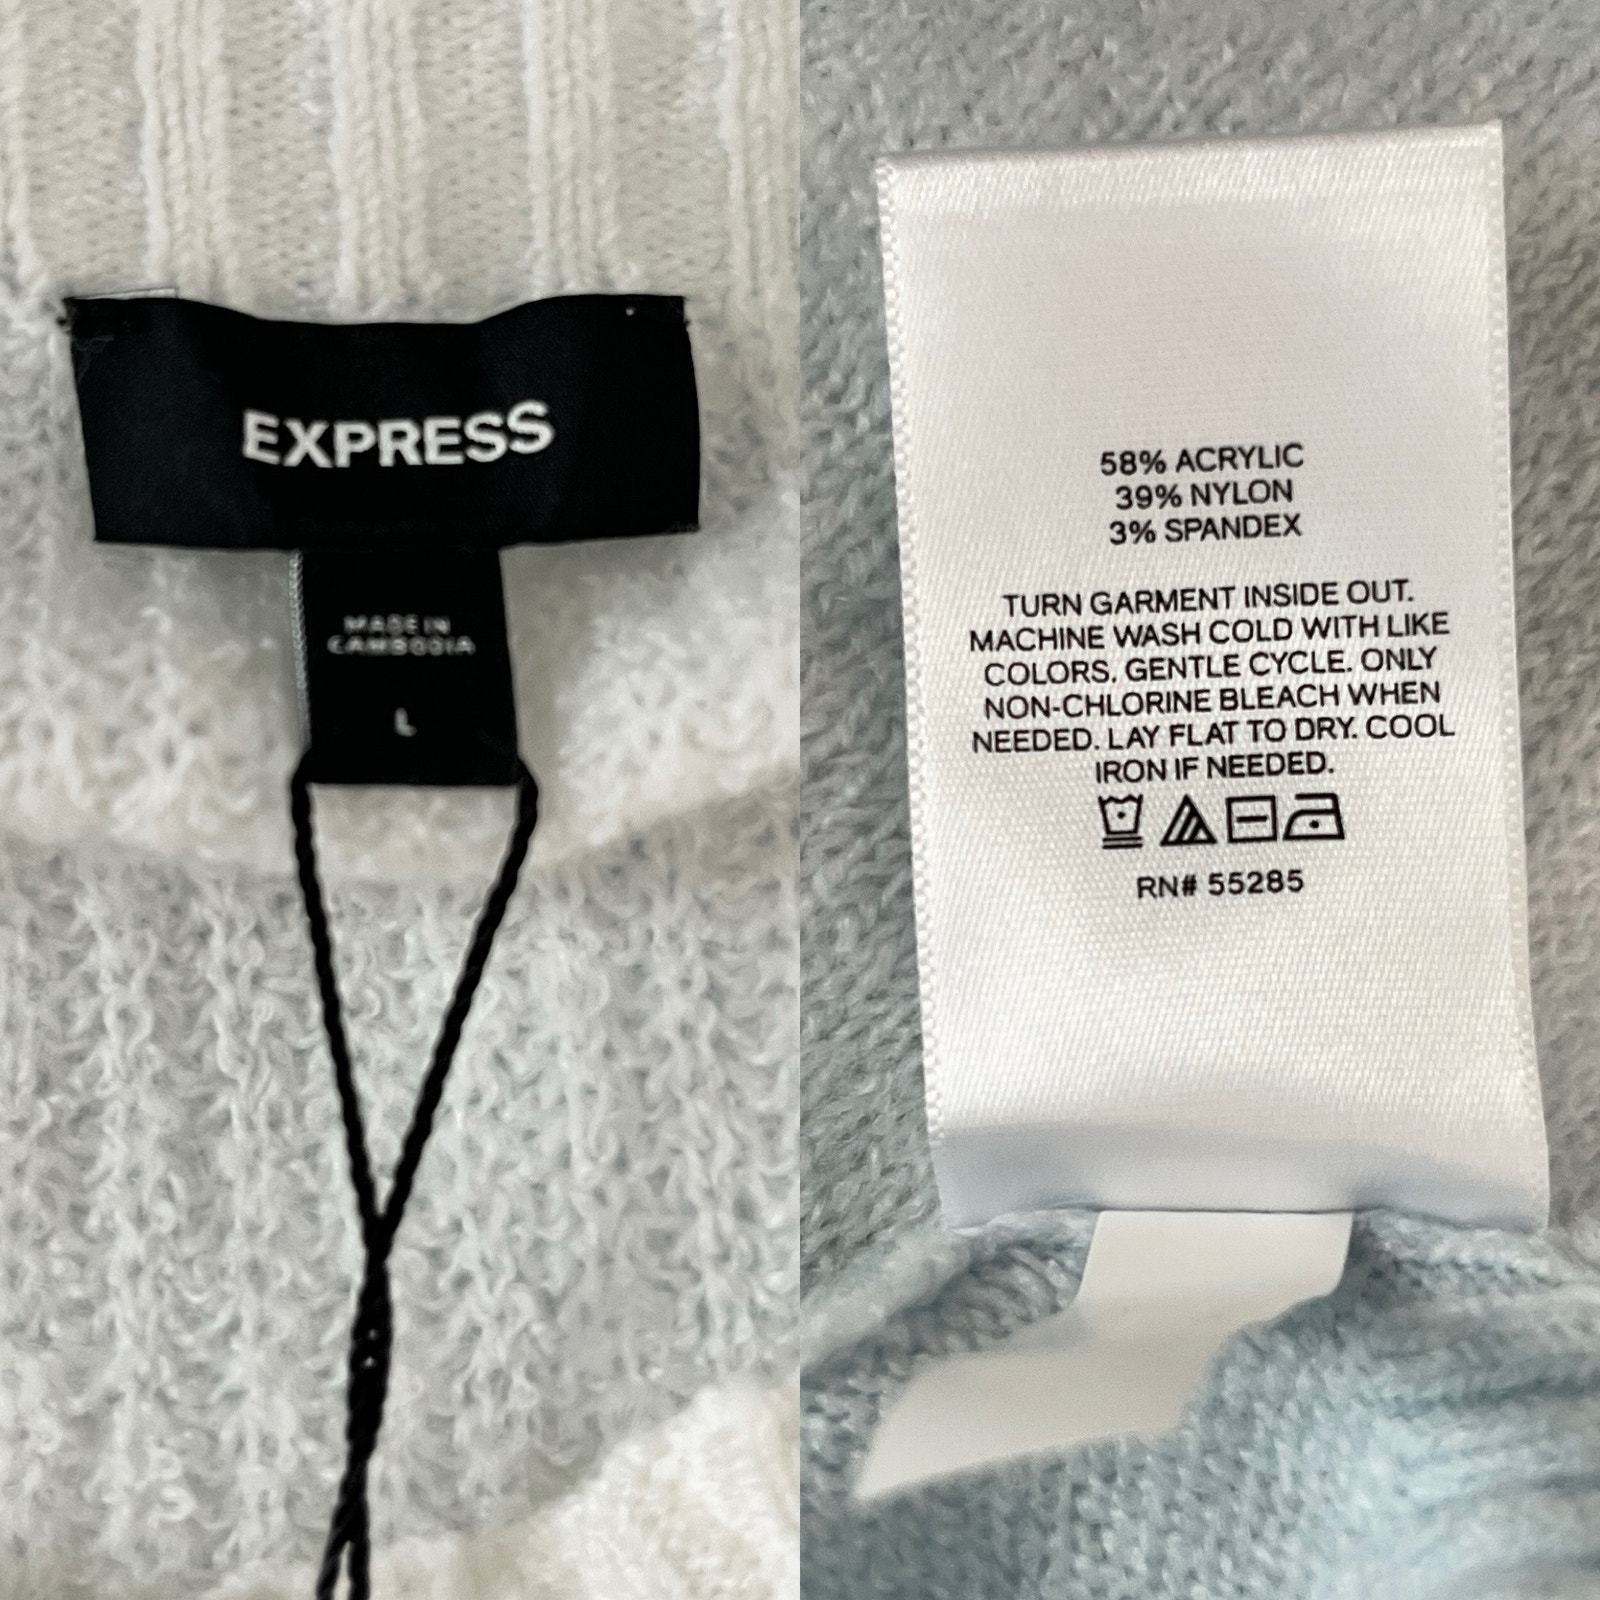 EXPRESS
MADE IN
CAMBODIA
L
58% ACRYLIC
39% NYLON
3% SPANDEX
TURN GARMENT INSIDE OUT.
MACHINE WASH COLD WITH LIKE
COLORS. GENTLE CYCLE. ONLY
NON-CHLORINE BLEACH WHEN
NEEDED. LAY FLAT TO DRY. COOL
IRON IF NEEDED.
RN# 55285